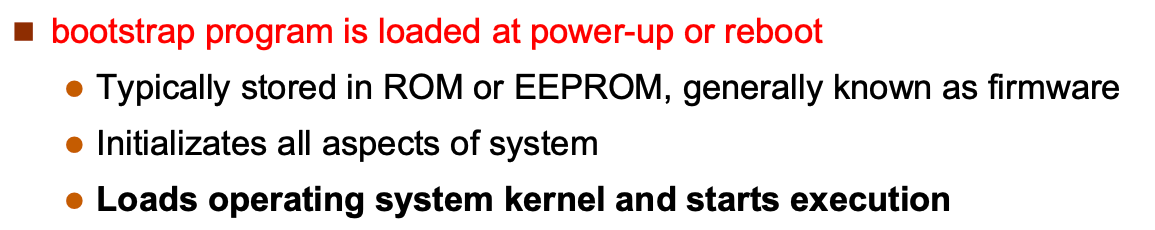 bootstrap program is loaded at power-up or reboot
Typically stored in ROM or EEPROM, generally known as firmware
Initializates all aspects of system
Loads operating system kernel and starts execution